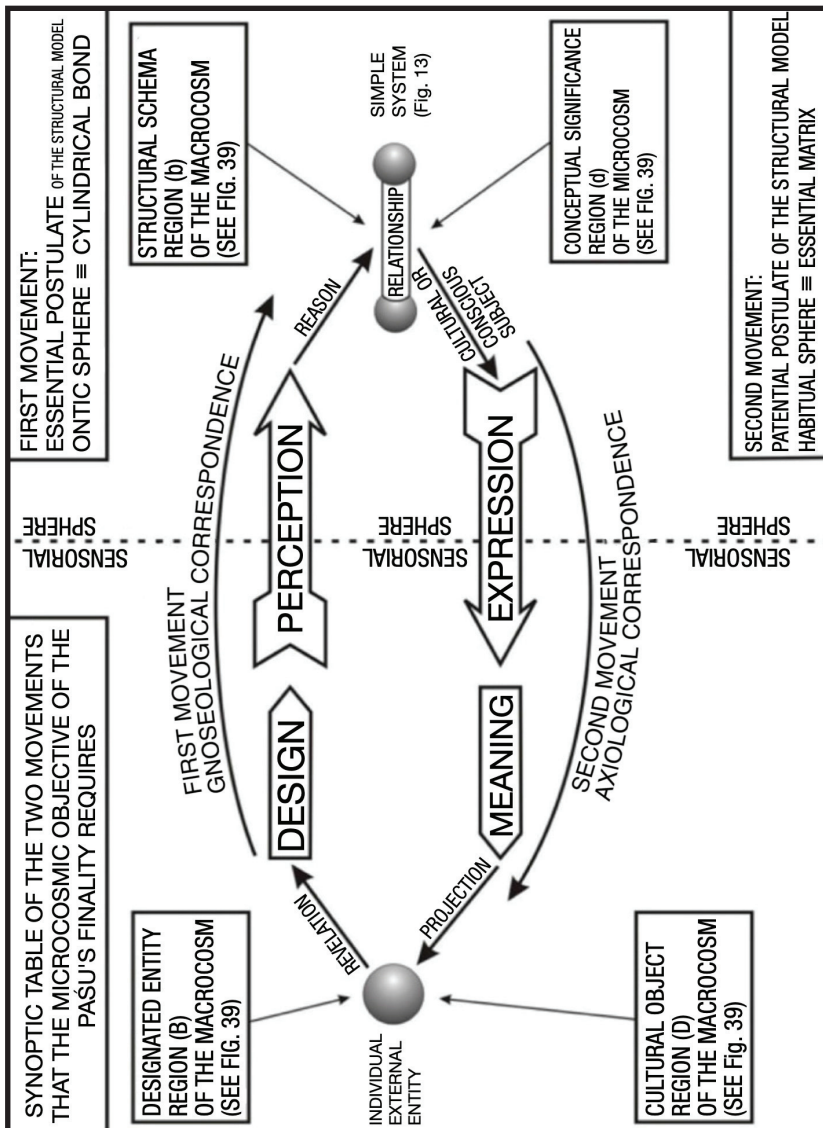 SYNOPTIC TABLE OF THE TWO MOVEMENTS
THAT THE MICROCOSMIC OBJECTIVE OF THE
PAŚU'S FINALITY REQUIRES
FIRST MOVEMENT:
ESSENTIAL POSTULATE OF THE STRUCTURAL MODEL
ONTIC SPHERE ≡ CYLINDRICAL BOND
DESIGNATED ENTITY
REGION (B)
OF THE MACROCOSM
(SEE FIG. 39)
SENSORIAL
SPHERE
STRUCTURAL SCHEMA
REGION (b)
OF THE MACROCOSM
(SEE FIG. 39)
FIRST MOVEMENT
GNOSEOLOGICAL CORRESPONDENCE
REVELATION
DESIGN
PERCEPTION
REASON
INDIVIDUAL
EXTERNAL
ENTITY
SENSORIAL
SPHERE
RELATIONSHIP
SIMPLE
SYSTEM
(Fig. 13)
PROJECTION
MEANING
EXPRESSION
CULTURAL OR
CONSCIOUS
SUBJECT
SECOND MOVEMENT
AXIOLOGICAL CORRESPONDENCE
CULTURAL OBJECT
REGION (D)
OF THE MACROCOSM
(SEE Fig. 39)
SENSORIAL
SPHERE
CONCEPTUAL SIGNIFICANCE
REGION (d)
OF THE MICROCOSM
(SEE FIG. 39)
SECOND MOVEMENT:
PATENTIAL POSTULATE OF THE STRUCTURAL MODEL
HABITUAL SPHERE ≡ ESSENTIAL MATRIX